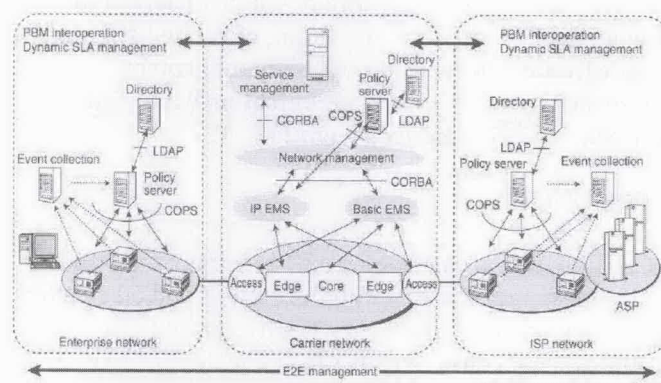 PBM interoperation
Dynamic SLA management
PBM interoperation
Dynamic SLA management
Directory
LDAP
Event collection
Policy
server
COPS
Enterprise network
Service
management
Directory
Policy
server
COPS
LDAP
CORBA
Network management
CORBA
IP EMS
Basic EMS
Access
Edge
Core
Edge
Access
Carrier network
Directory
LDAP
Policy server
Event collection
COPS
ASP
ISP network
E2E management